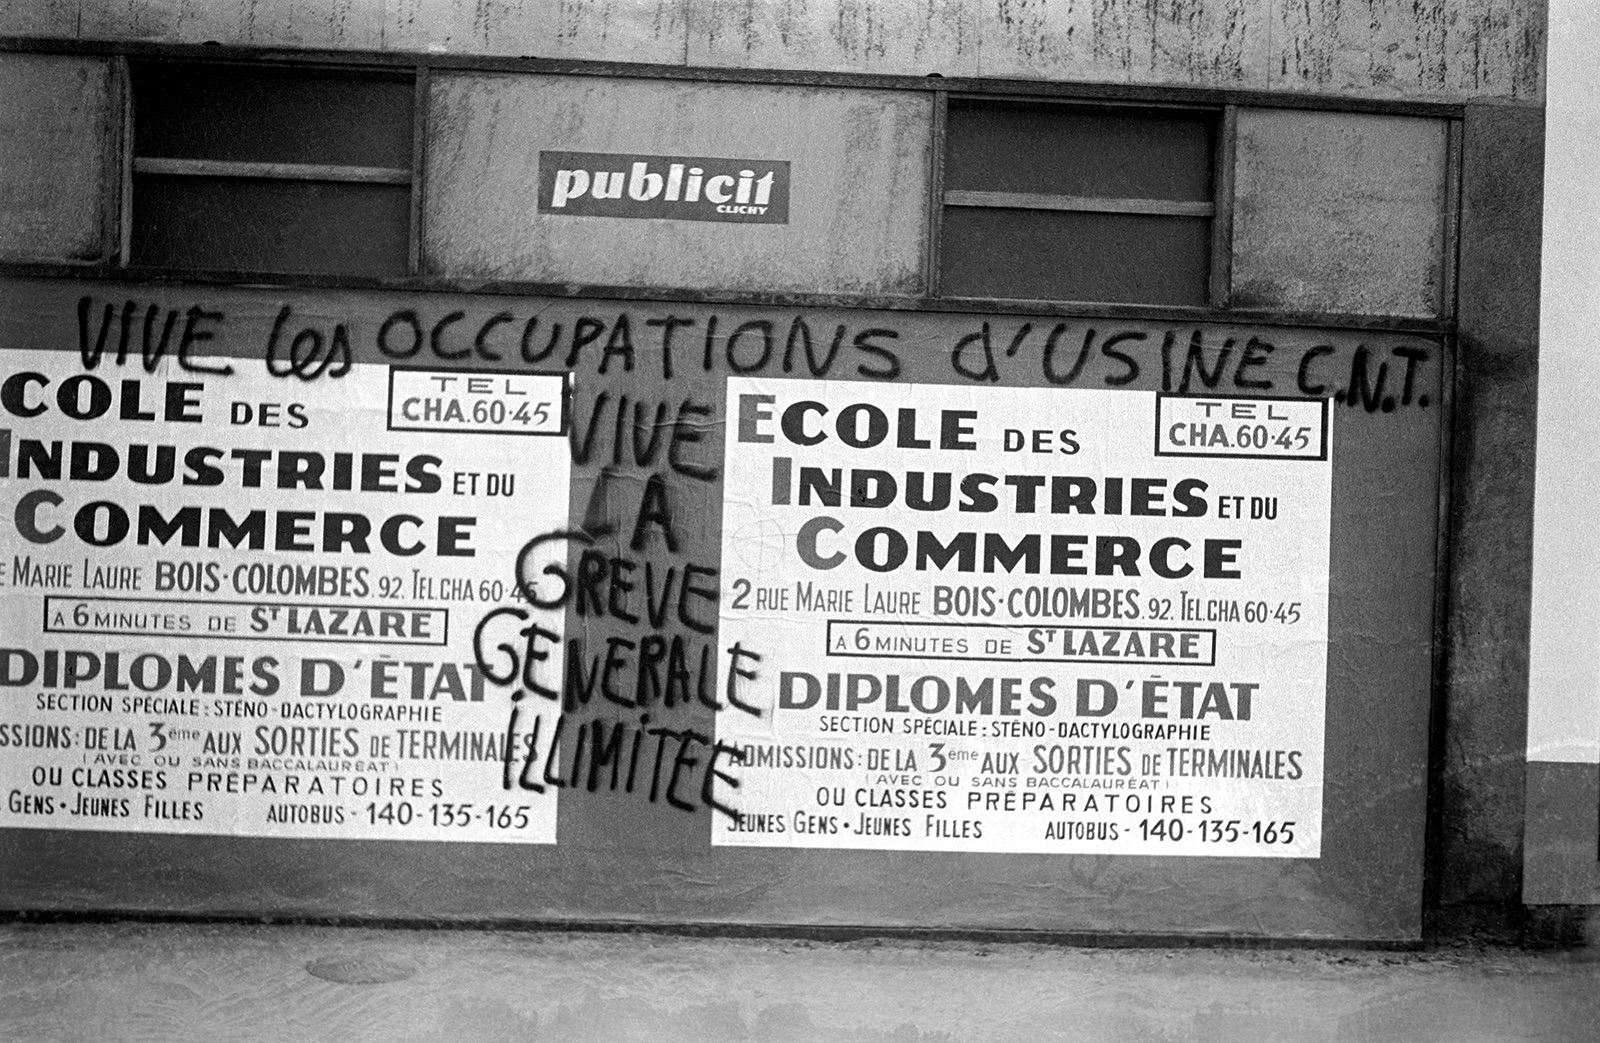 publicit
CLICHY
VIVE les OCCUPATIONS d'USINE C.N.T.
VIVE
LA
GREVE
GENERALE
iLLIMITEE
COLE DES
TEL
CHA.60.45
INDUSTRIES ET DU
COMMERCE
E MARIE LAURE BOIS-COLOMBES. 92. TEL.CHA 60.45
A 6 MINUTES DE ST LAZARE
DIPLOMES D'ÉTAT
SECTION SPÉCIALE: STÉNO-DACTYLOGRAPHIE
SSIONS: DE LA 3ème AUX SORTIES DE TERMINALES
(AVEC OU SANS BACCALAURÉAT)
OU CLASSES PRÉPARATOIRES
GENS • JEUNES FILLES AUTOBUS - 140-135-165
ECOLE DES
TEL
CHA.60.45
INDUSTRIES ET DU
COMMERCE
2 RUE MARIE LAURE BOIS-COLOMBES. 92. TEL.CHA 60.45
A 6 MINUTES DE ST LAZARE
DIPLOMES D'ÉTAT
SECTION SPÉCIALE: STÉNO-DACTYLOGRAPHIE
ADMISSIONS: DE LA 3ème AUX SORTIES DE TERMINALES
(AVEC OU SANS BACCALAURÉAT)
OU CLASSES PRÉPARATOIRES
JEUNES GENS • JEUNES FILLES AUTOBUS - 140-135-165